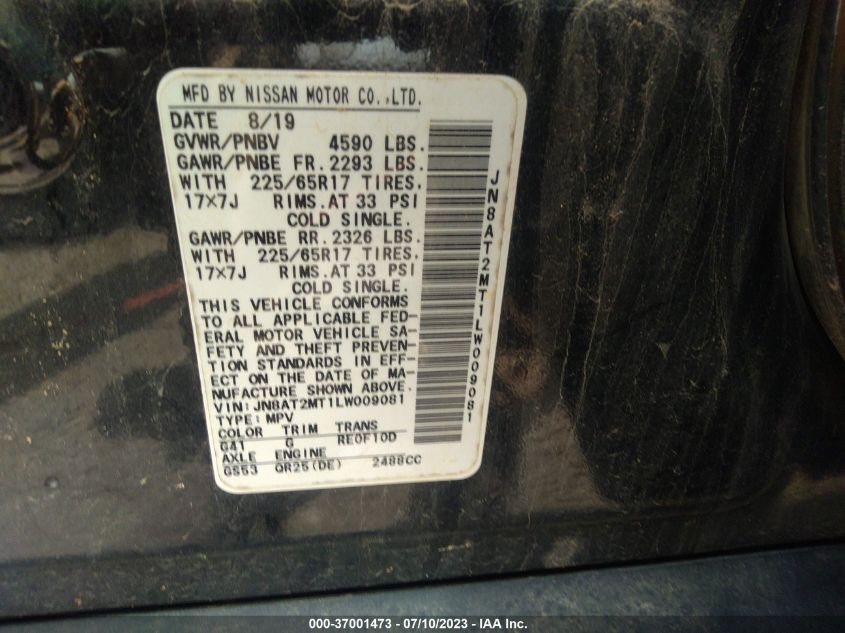 MFD BY NISSAN MOTOR CO.,LTD.
DATE 8/19
GVWR/PNBV 4590 LBS.
GAWR/PNBE FR. 2293 LBS.
WITH 225/65R17 TIRES.
17×7J RIMS. AT 33 PSI
COLD SINGLE.
GAWR/PNBE RR. 2326 LBS.
WITH 225/65R17 TIRES.
17×7J RIMS. AT 33 PSI
COLD SINGLE.
THIS VEHICLE CONFORMS
TO ALL APPLICABLE FED-
ERAL MOTOR VEHICLE SA-
FETY AND THEFT PREVEN-
TION STANDARDS IN EFF-
ECT ON THE DATE OF MA-
NUFACTURE SHOWN ABOVE.
VIN: JN8AT2MT1LW009081
TYPE: MPV
COLOR TRIM TRANS
G41 G RE0F10D
AXLE ENGINE
GS53 QR25(DE) 2488CC
JN8AT2MT1LW009081
000-37001473 - 07/10/2023 - IAA Inc.